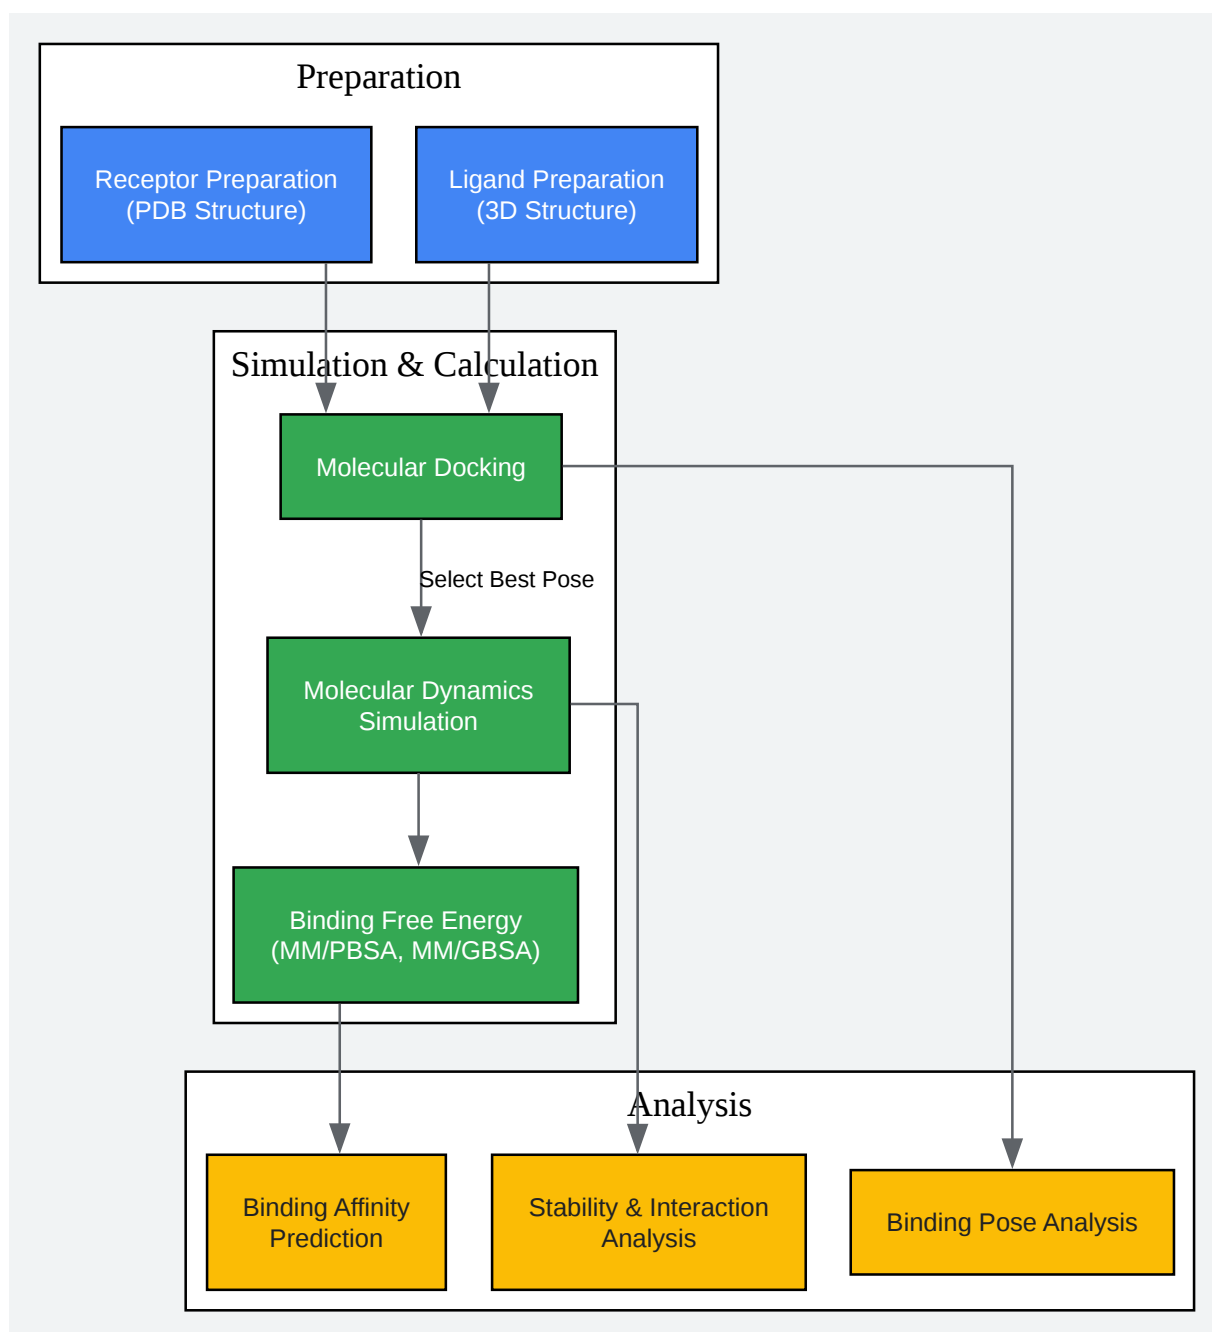 Preparation
Receptor Preparation
(PDB Structure)
Ligand Preparation
(3D Structure)
Simulation & Calculation
Molecular Docking
Select Best Pose
Molecular Dynamics
Simulation
Binding Free Energy
(MM/PBSA, MM/GBSA)
Analysis
Binding Affinity
Prediction
Stability & Interaction
Analysis
Binding Pose Analysis